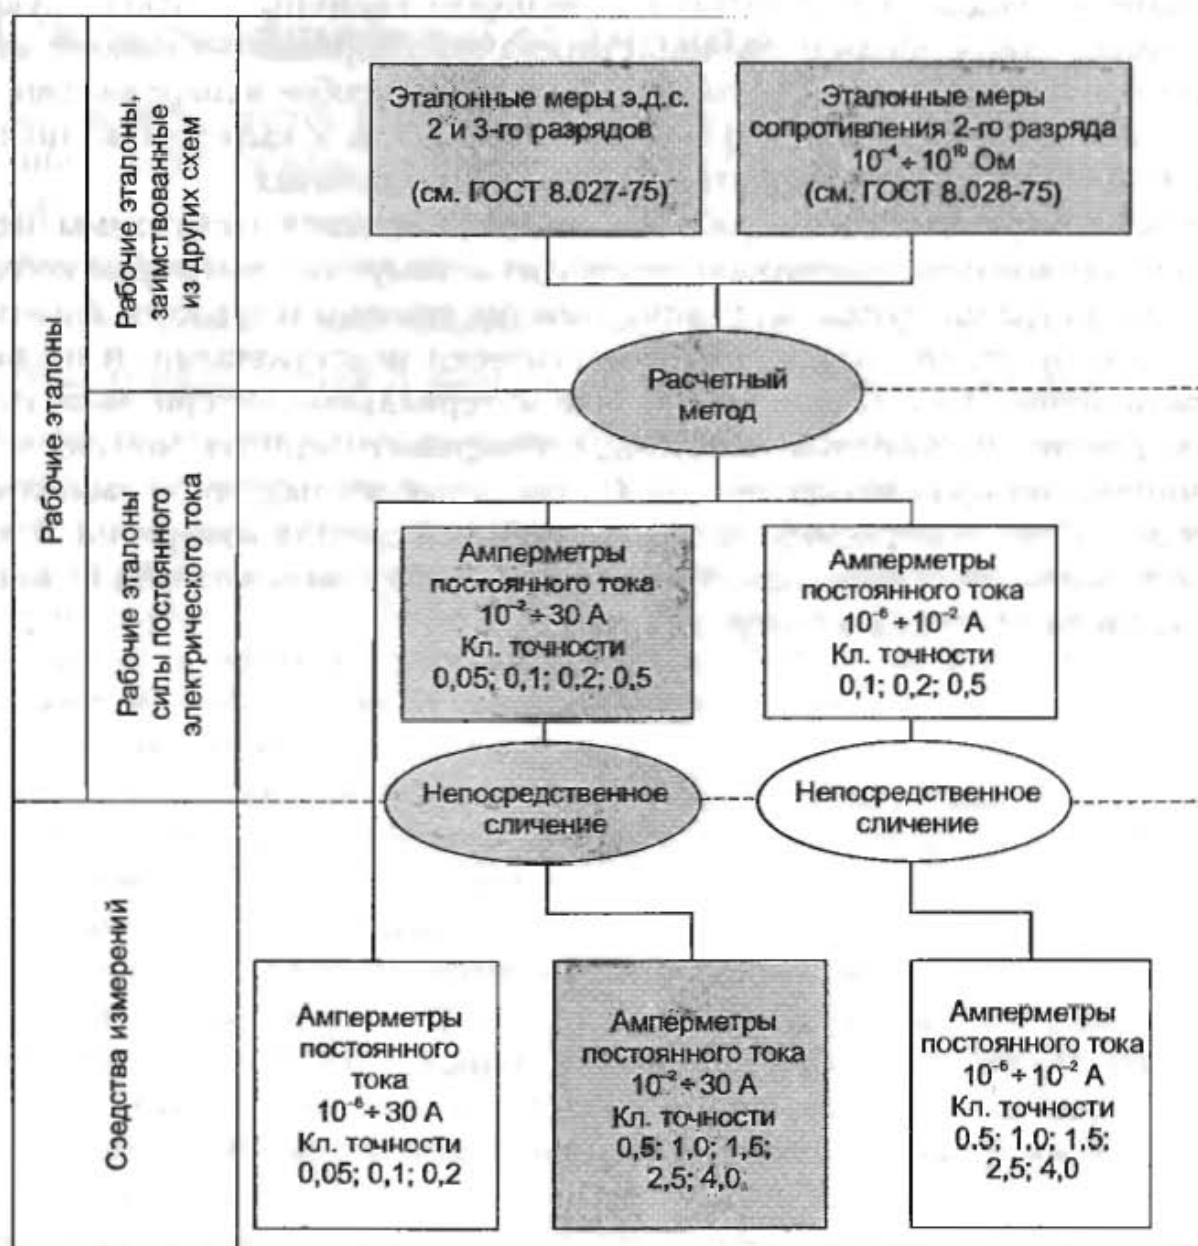 Рабочие эталоны
Рабочие эталоны,
заимствованные
из других схем
Эталонные меры э.д.с.
2 и 3-го разрядов
(см. ГОСТ 8.027-75)
Эталонные меры
сопротивления 2-го разряда
10⁻⁴ ÷ 10¹⁰ Ом
(см. ГОСТ 8.028-75)
Расчетный
метод
Рабочие эталоны
силы постоянного
электрического тока
Амперметры
постоянного тока
10⁻² ÷ 30 А
Кл. точности
0,05; 0,1; 0,2; 0,5
Амперметры
постоянного тока
10⁻⁶ ÷ 10⁻² А
Кл. точности
0,1; 0,2; 0,5
Непосредственное
сличение
Непосредственное
сличение
Средства измерений
Амперметры
постоянного
тока
10⁻⁶ ÷ 30 А
Кл. точности
0,05; 0,1; 0,2
Амперметры
постоянного тока
10⁻² ÷ 30 А
Кл. точности
0,5; 1,0; 1,5;
2,5; 4,0
Амперметры
постоянного тока
10⁻⁶ ÷ 10⁻² А
Кл. точности
0.5; 1.0; 1.5;
2,5; 4,0